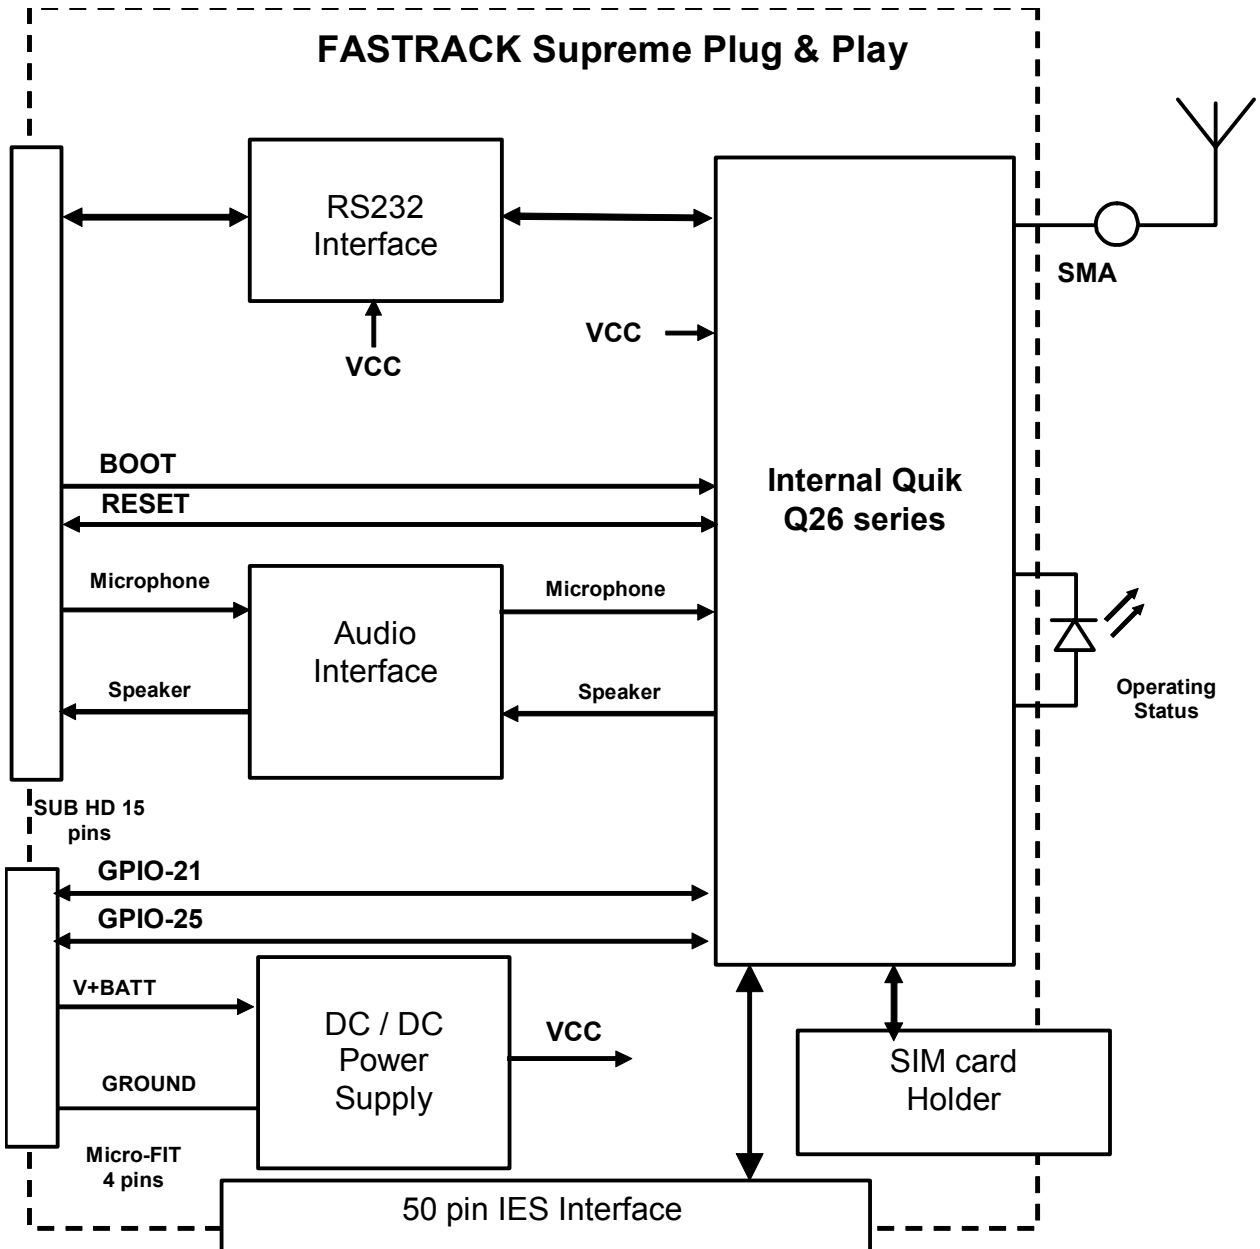 FASTRACK Supreme Plug & Play
RS232
Interface
SMA
VCC
VCC
BOOT
RESET
Internal Quik
Q26 series
Microphone
Microphone
Audio
Interface
Speaker
Speaker
Operating
Status
SUB HD 15
pins
GPIO-21
GPIO-25
V+BATT
DC / DC
Power
Supply
VCC
GROUND
SIM card
Holder
Micro-FIT
4 pins
50 pin IES Interface